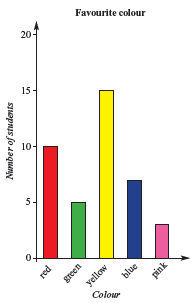 Favourite colour
20
15
10
5
0
Number of students
red
green
yellow
blue
pink
Colour